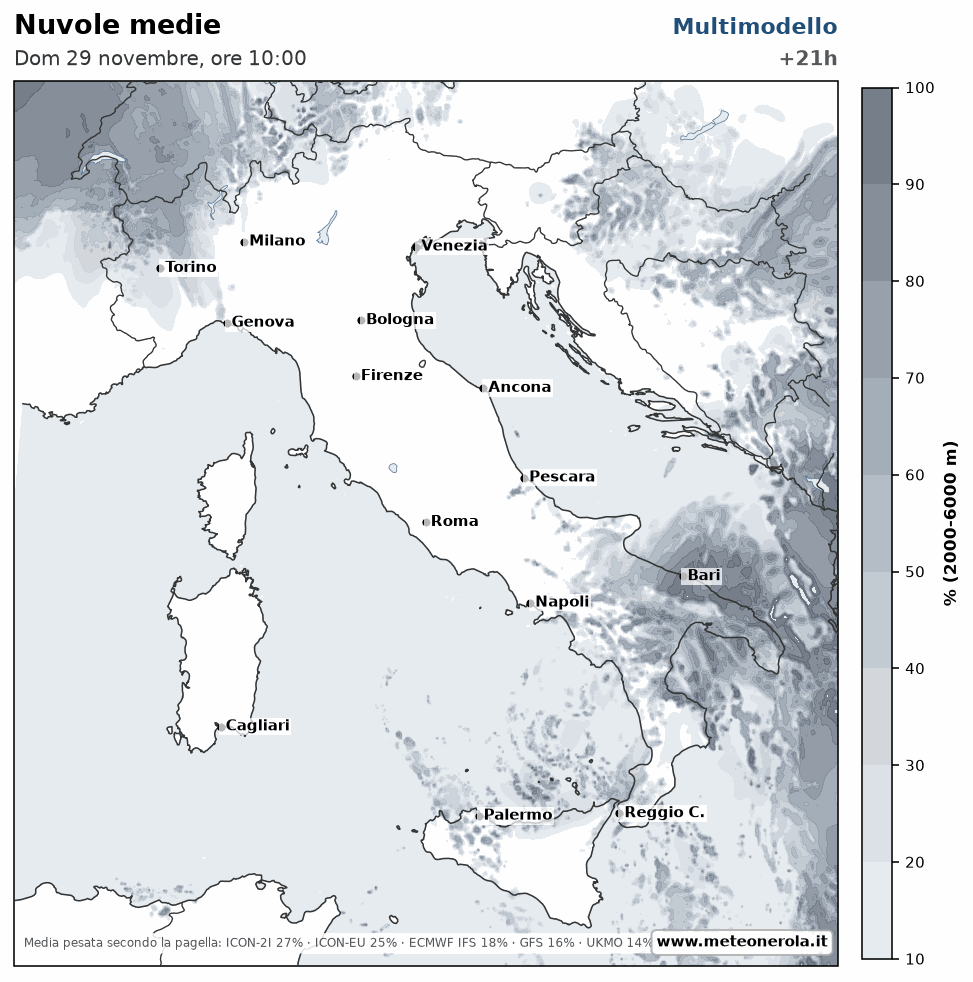 Nuvole medie
Multimodello
Dom 29 novembre, ore 10:00
+21h
100
90
80
70
60
50
40
30
20
10
% (2000-6000 m)
Milano
Venezia
Torino
Genova
Bologna
Firenze
Ancona
Pescara
Roma
Bari
Napoli
Cagliari
Palermo
Reggio C.
Media pesata secondo la pagella: ICON-2I 27% · ICON-EU 25% · ECMWF IFS 18% · GFS 16% · UKMO 14%
www.meteonerola.it